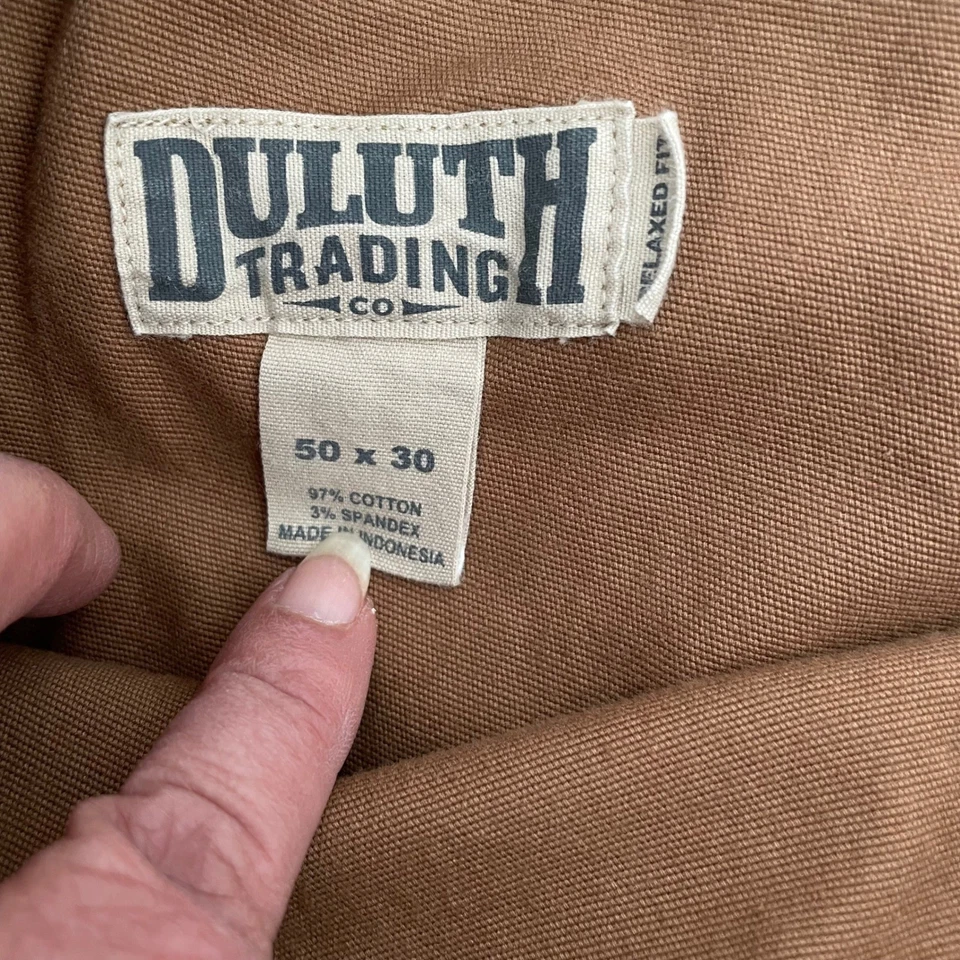 DULUTH
TRADING
CO
RELAXED FIT
50 x 30
97% COTTON
3% SPANDEX
MADE IN INDONESIA